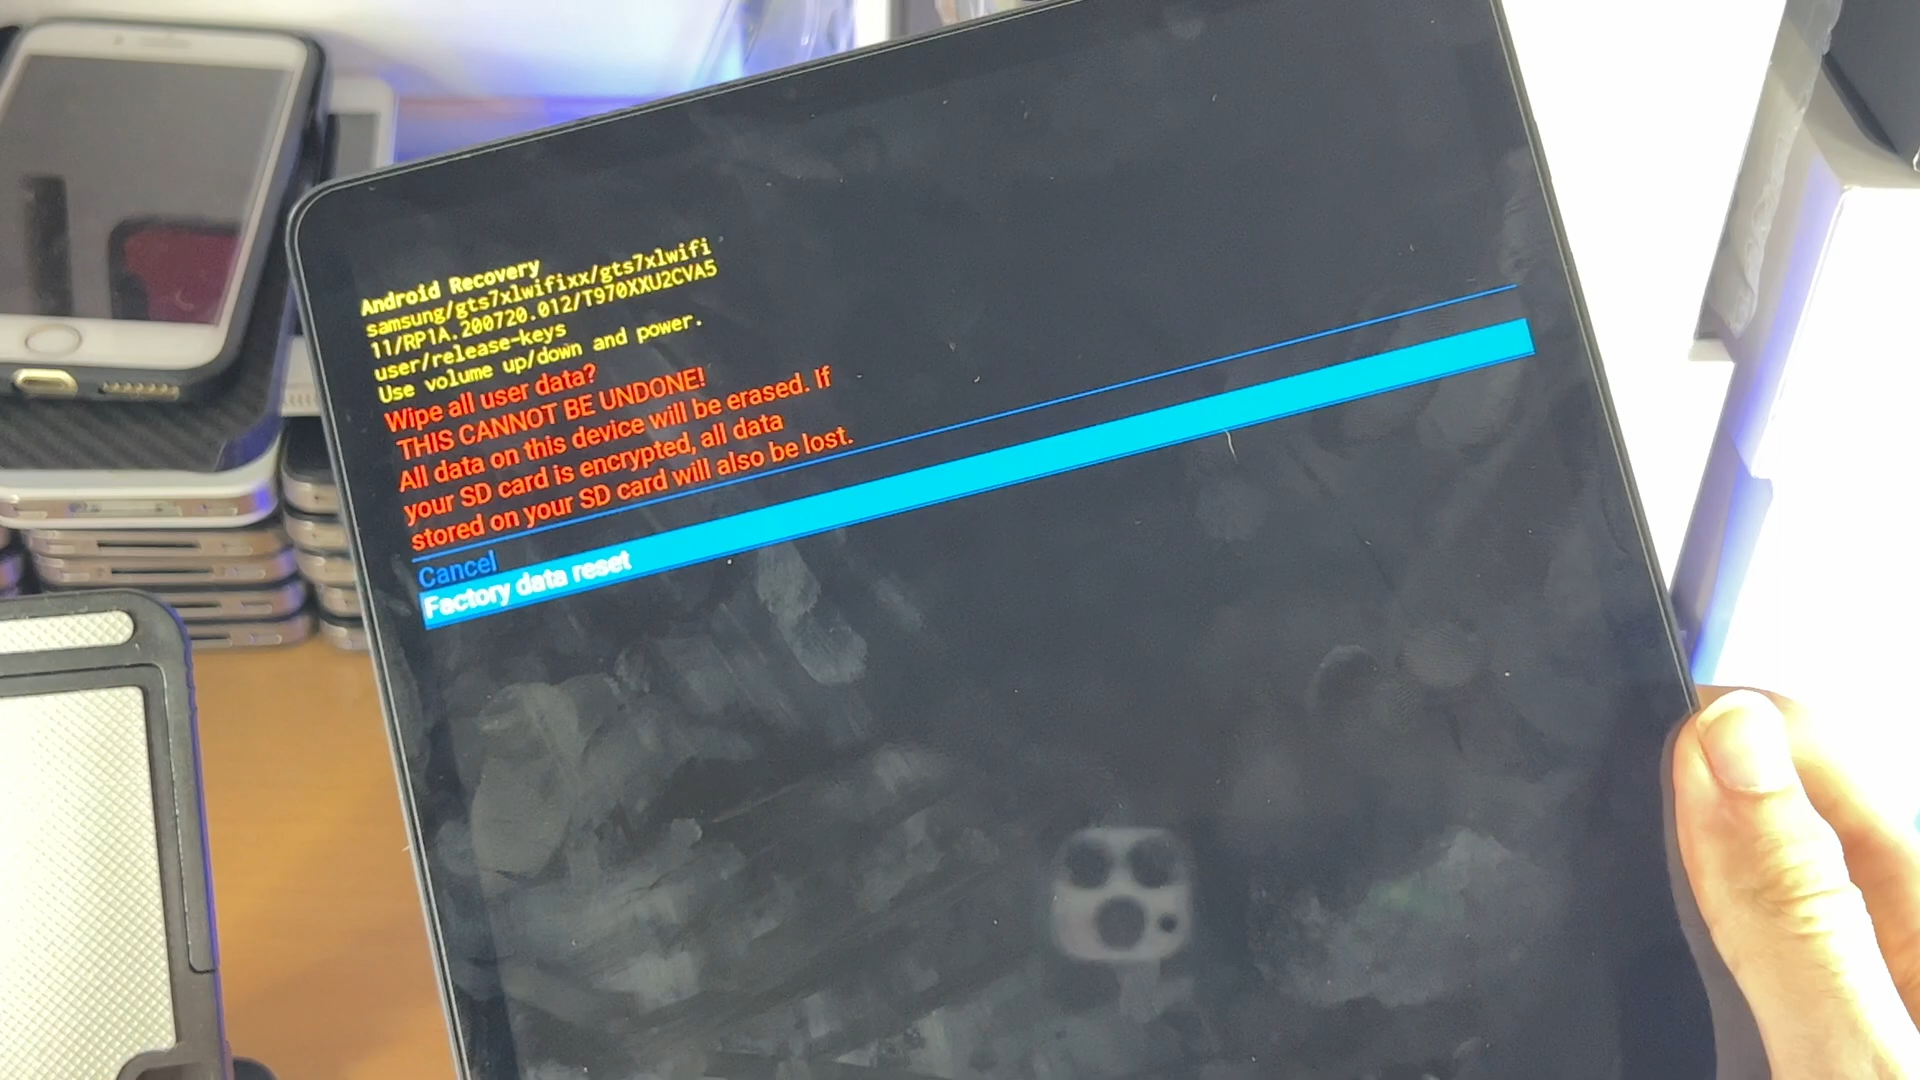 Android Recovery
samsung/gts7xlwifixx/gts7xlwifi
11/RP1A.200720.012/T970XXU2CVA5
user/release-keys
Use volume up/down and power.
Wipe all user data?
THIS CANNOT BE UNDONE!
All data on this device will be erased. If
your SD card is encrypted, all data
stored on your SD card will also be lost.
Cancel
Factory data reset